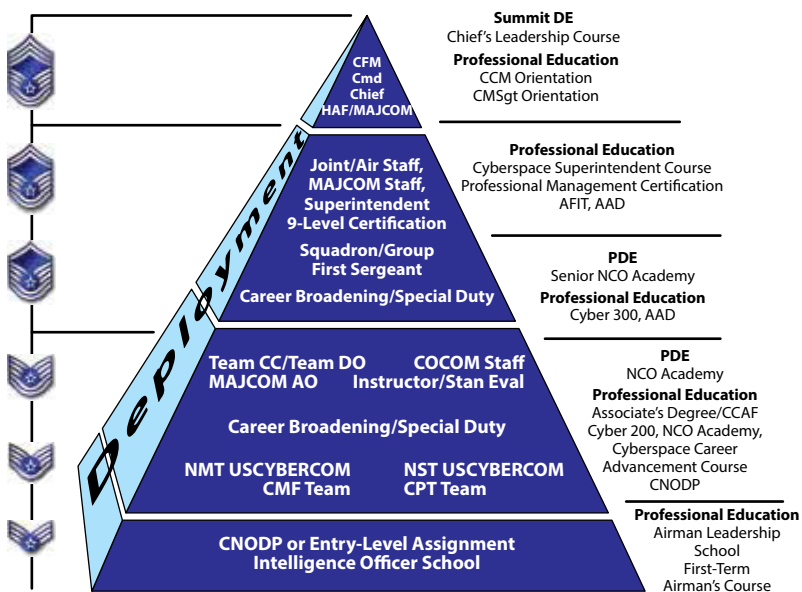 CFM
Cmd
Chief
HAF/MAJCOM
Joint/Air Staff,
MAJCOM Staff,
Superintendent
9-Level Certification
Squadron/Group
First Sergeant
Career Broadening/Special Duty
Team CC/Team DO
MAJCOM AO
COCOM Staff
Instructor/Stan Eval
Career Broadening/Special Duty
NMT USCYBERCOM
CMF Team
NST USCYBERCOM
CPT Team
CNODP or Entry-Level Assignment
Intelligence Officer School
Deployment
Summit DE
Chief's Leadership Course
Professional Education
CCM Orientation
CMSgt Orientation
Professional Education
Cyberspace Superintendent Course
Professional Management Certification
AFIT, AAD
PDE
Senior NCO Academy
Professional Education
Cyber 300, AAD
PDE
NCO Academy
Professional Education
Associate's Degree/CCAF
Cyber 200, NCO Academy,
Cyberspace Career
Advancement Course
CNODP
Professional Education
Airman Leadership
School
First-Term
Airman's Course